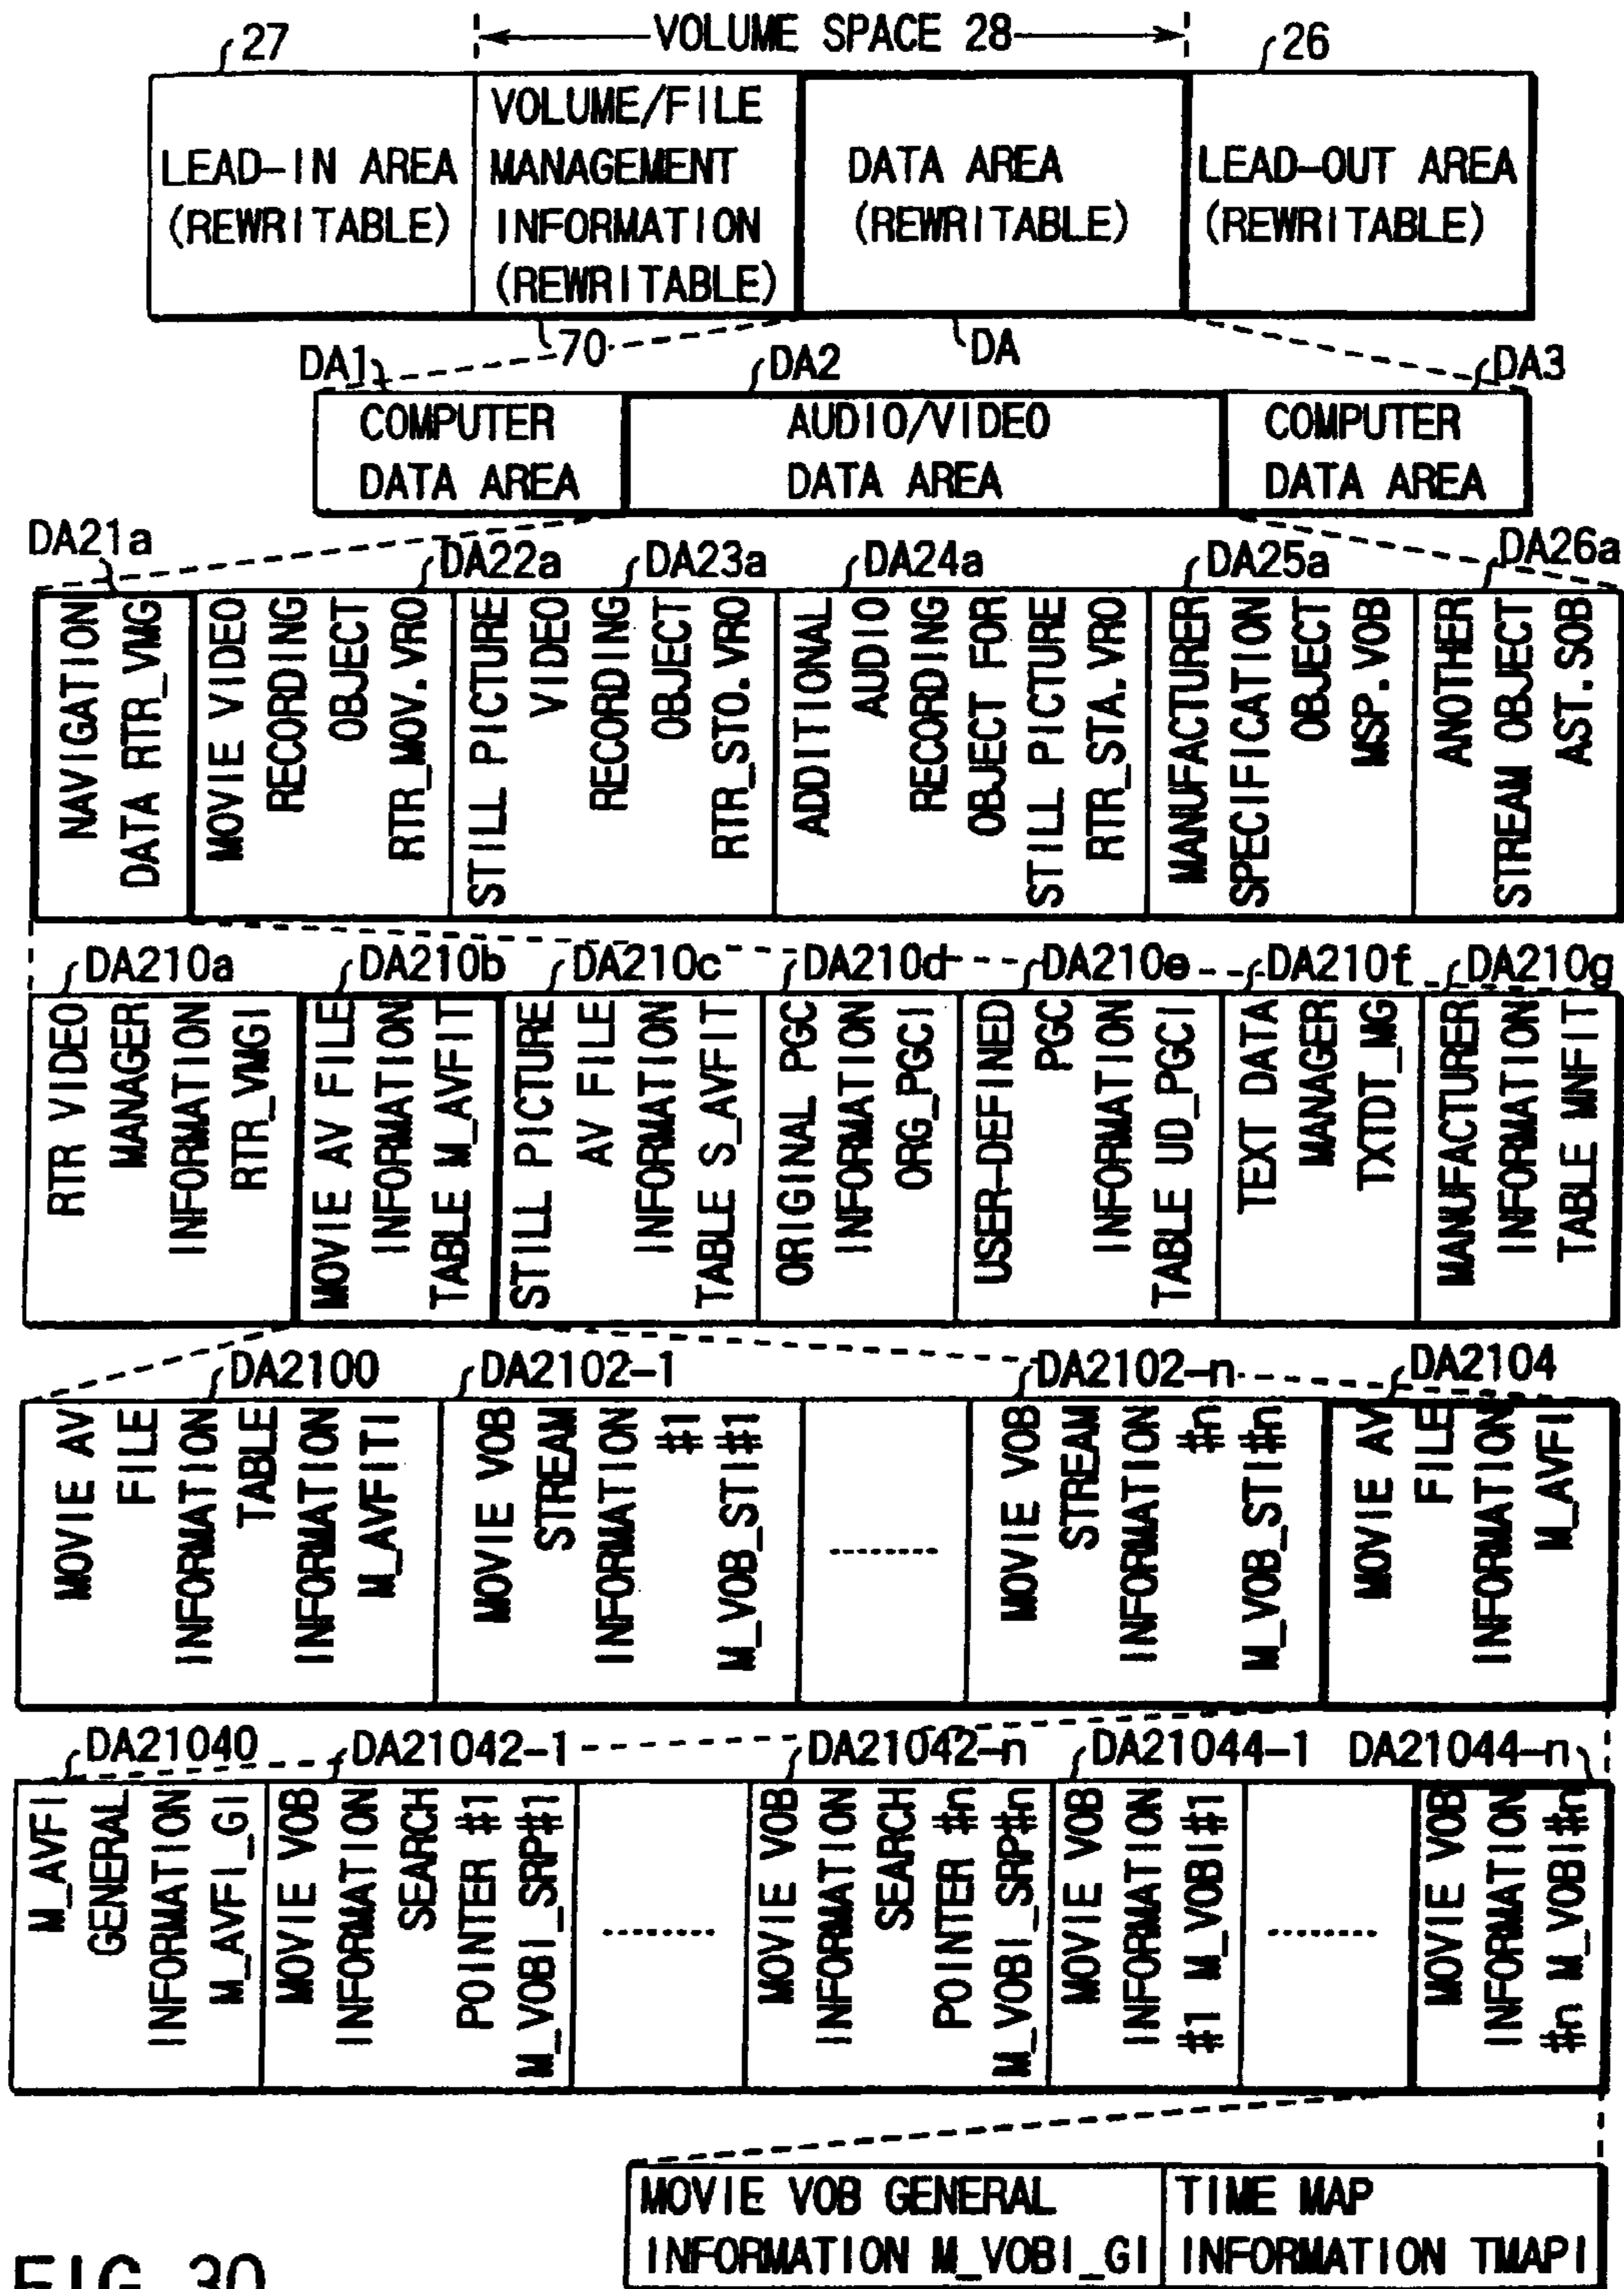 27
VOLUME SPACE 28
26
LEAD-IN AREA
(REWRITABLE)
VOLUME/FILE
MANAGEMENT
INFORMATION
(REWRITABLE)
DATA AREA
(REWRITABLE)
LEAD-OUT AREA
(REWRITABLE)
70
DA
DA1
DA2
DA3
COMPUTER
DATA AREA
AUDIO/VIDEO
DATA AREA
COMPUTER
DATA AREA
DA21a
DA22a
DA23a
DA24a
DA25a
DA26a
NAVIGATION
DATA RTR_VMG
MOVIE VIDEO
RECORDING
OBJECT
RTR_MOV.VRO
STILL PICTURE
VIDEO
RECORDING
OBJECT
RTR_STO.VRO
ADDITIONAL
AUDIO
RECORDING
OBJECT FOR
STILL PICTURE
RTR_STA.VRO
MANUFACTURER
SPECIFICATION
OBJECT
MSP.VOB
ANOTHER
STREAM OBJECT
AST.SOB
DA210a
DA210b
DA210c
DA210d
DA210e
DA210f
DA210g
RTR VIDEO
MANAGER
INFORMATION
RTR_VMGI
MOVIE AV FILE
INFORMATION
TABLE M_AVFIT
STILL PICTURE
AV FILE
INFORMATION
TABLE S_AVFIT
ORIGINAL PGC
INFORMATION
ORG_PGCI
USER-DEFINED
PGC
INFORMATION
TABLE UD_PGCI
TEXT DATA
MANAGER
TXTDT_MG
MANUFACTURER
INFORMATION
TABLE MNFIT
DA2100
DA2102-1
DA2102-n
DA2104
MOVIE AV
FILE
INFORMATION
TABLE
INFORMATION
M_AVFITI
MOVIE VOB
STREAM
INFORMATION
#1
M_VOB_STI#1
MOVIE VOB
STREAM
INFORMATION
#n
M_VOB_STI#n
MOVIE AV
FILE
INFORMATION
M_AVFI
DA21040
DA21042-1
DA21042-n
DA21044-1
DA21044-n
M_AVFI
GENERAL
INFORMATION
M_AVFI_GI
MOVIE VOB
INFORMATION
SEARCH
POINTER #1
M_VOBI_SRP#1
MOVIE VOB
INFORMATION
SEARCH
POINTER #n
M_VOBI_SRP#n
MOVIE VOB
INFORMATION
#1 M_VOBI#1
MOVIE VOB
INFORMATION
#n M_VOBI#n
MOVIE VOB GENERAL
INFORMATION M_VOBI_GI
TIME MAP
INFORMATION TMAPI
FIG. 30